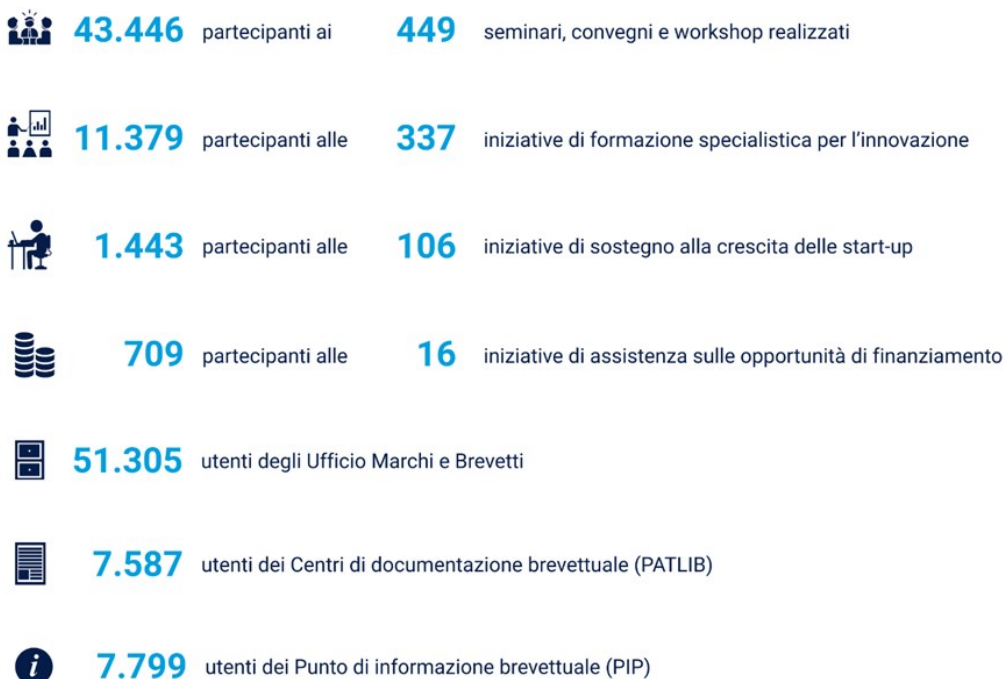 43.446 partecipanti ai 449 seminari, convegni e workshop realizzati
11.379 partecipanti alle 337 iniziative di formazione specialistica per l'innovazione
1.443 partecipanti alle 106 iniziative di sostegno alla crescita delle start-up
709 partecipanti alle 16 iniziative di assistenza sulle opportunità di finanziamento
51.305 utenti degli Ufficio Marchi e Brevetti
7.587 utenti dei Centri di documentazione brevettuale (PATLIB)
i 7.799 utenti dei Punto di informazione brevettuale (PIP)